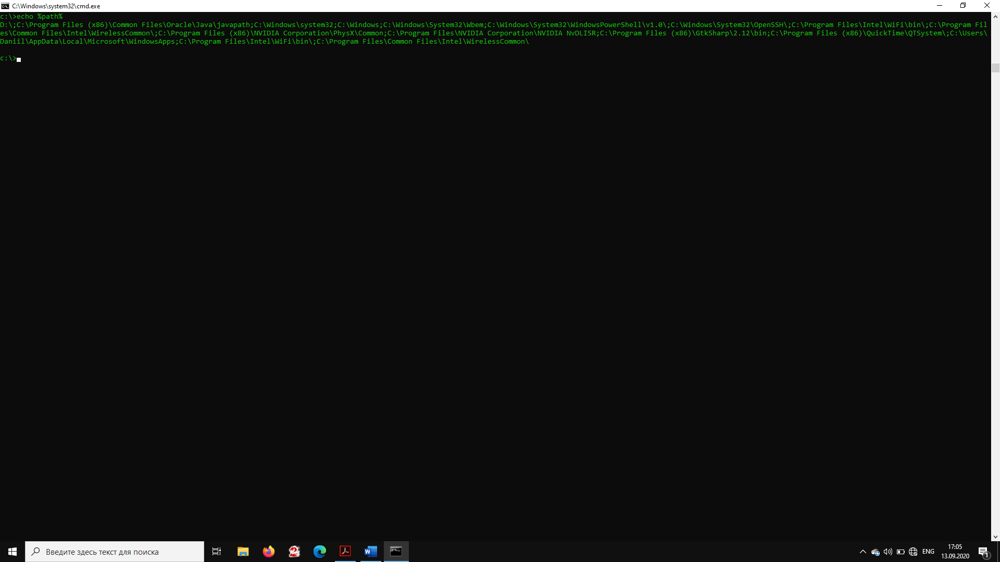 C:\Windows\system32\cmd.exe
c:\>echo %path%
D:\;C:\Program Files (x86)\Common Files\Oracle\Java\javapath;C:\Windows\system32;C:\Windows;C:\Windows\System32\Wbem;C:\Windows\System32\WindowsPowerShell\v1.0\;C:\Windows\System32\OpenSSH\;C:\Program Files\Intel\WiFi\bin\;C:\Program Fil
es\Common Files\Intel\WirelessCommon\;C:\Program Files (x86)\NVIDIA Corporation\PhysX\Common;C:\Program Files\NVIDIA Corporation\NVIDIA NvDLISR;C:\Program Files (x86)\GtkSharp\2.12\bin;C:\Program Files (x86)\QuickTime\QTSystem\;C:\Users\
Daniil\AppData\Local\Microsoft\WindowsApps;C:\Program Files\Intel\WiFi\bin\;C:\Program Files\Common Files\Intel\WirelessCommon\
c:\>
Введите здесь текст для поиска
ENG
17:05
13.09.2020
1